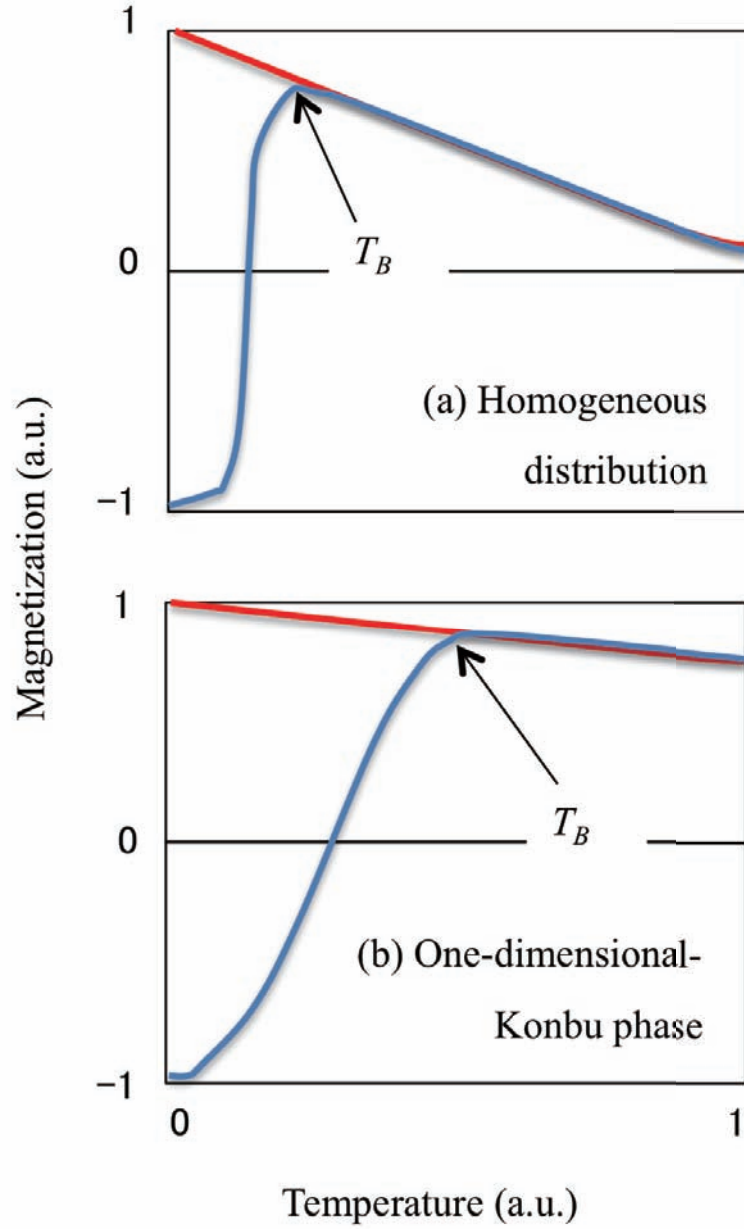 1
T_B
0
(a) Homogeneous
distribution
−1
Magnetization (a.u.)
1
T_B
0
(b) One-dimensional-
Konbu phase
−1
0 1
Temperature (a.u.)